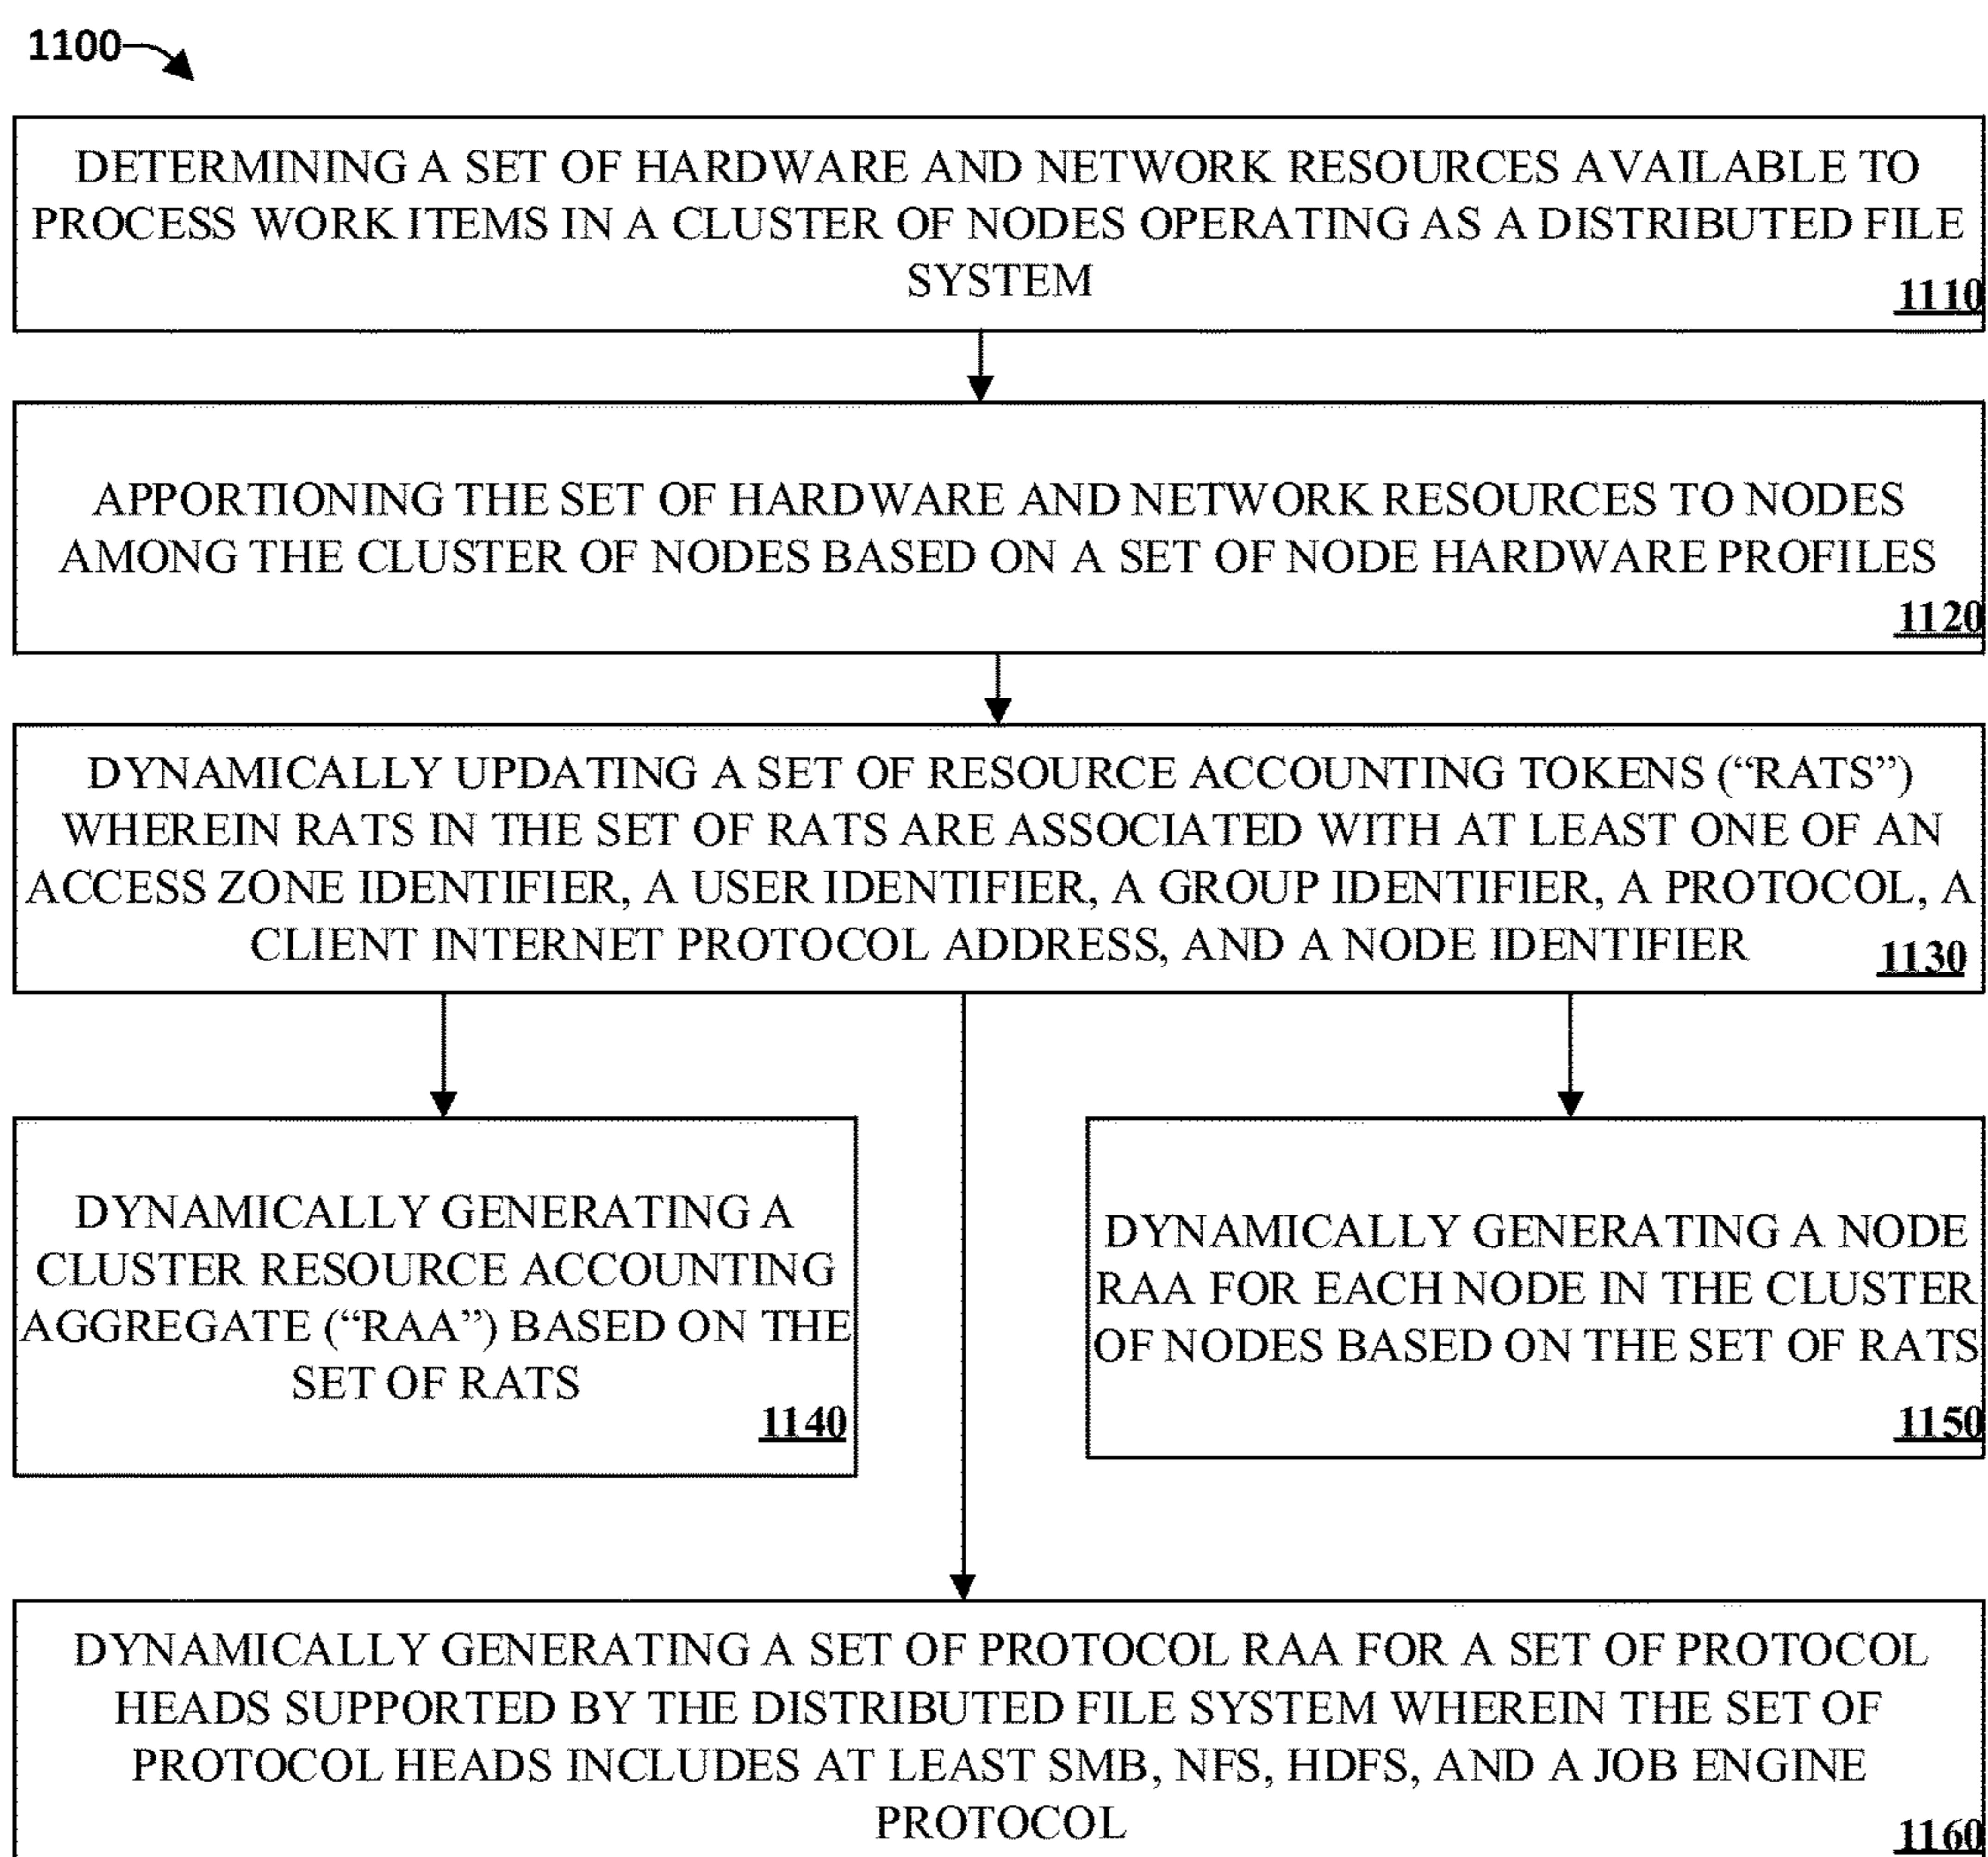 1100
DETERMINING A SET OF HARDWARE AND NETWORK RESOURCES AVAILABLE TO
PROCESS WORK ITEMS IN A CLUSTER OF NODES OPERATING AS A DISTRIBUTED FILE
SYSTEM
1110
APPORTIONING THE SET OF HARDWARE AND NETWORK RESOURCES TO NODES
AMONG THE CLUSTER OF NODES BASED ON A SET OF NODE HARDWARE PROFILES
1120
DYNAMICALLY UPDATING A SET OF RESOURCE ACCOUNTING TOKENS (“RATS”)
WHEREIN RATS IN THE SET OF RATS ARE ASSOCIATED WITH AT LEAST ONE OF AN
ACCESS ZONE IDENTIFIER, A USER IDENTIFIER, A GROUP IDENTIFIER, A PROTOCOL, A
CLIENT INTERNET PROTOCOL ADDRESS, AND A NODE IDENTIFIER
1130
DYNAMICALLY GENERATING A
CLUSTER RESOURCE ACCOUNTING
AGGREGATE (“RAA”) BASED ON THE
SET OF RATS
1140
DYNAMICALLY GENERATING A NODE
RAA FOR EACH NODE IN THE CLUSTER
OF NODES BASED ON THE SET OF RATS
1150
DYNAMICALLY GENERATING A SET OF PROTOCOL RAA FOR A SET OF PROTOCOL
HEADS SUPPORTED BY THE DISTRIBUTED FILE SYSTEM WHEREIN THE SET OF
PROTOCOL HEADS INCLUDES AT LEAST SMB, NFS, HDFS, AND A JOB ENGINE
PROTOCOL
1160